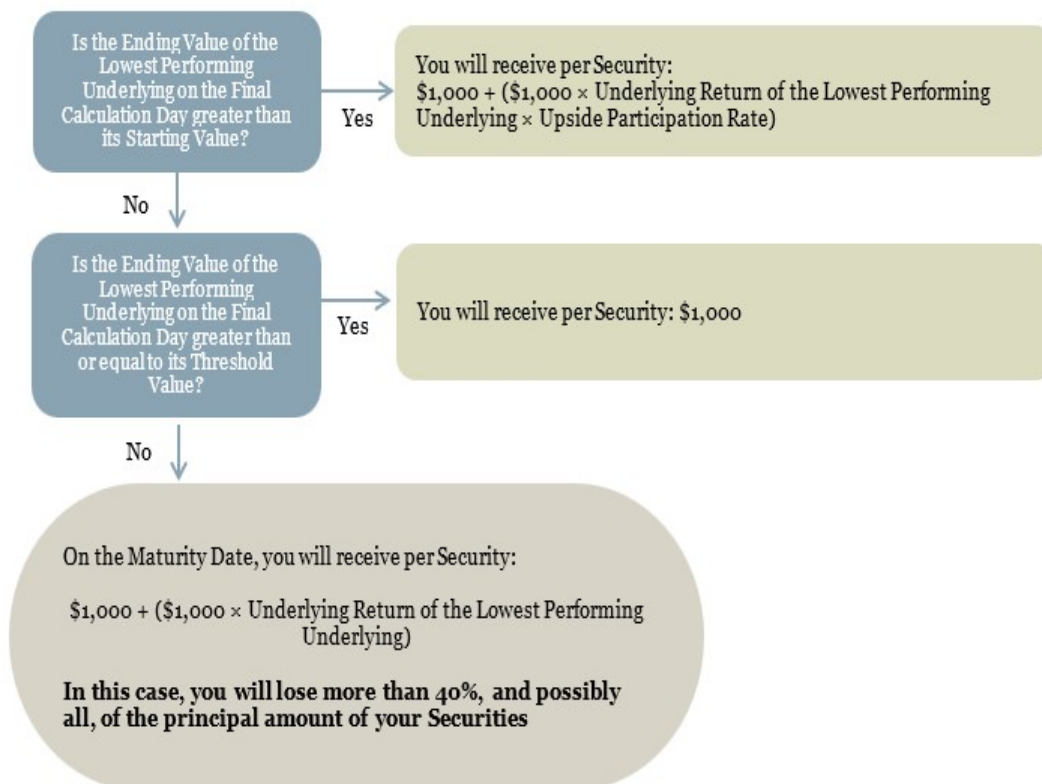 Is the Ending Value of the
Lowest Performing
Underlying on the Final
Calculation Day greater than
its Starting Value?
Yes
You will receive per Security:
$1,000 + ($1,000 × Underlying Return of the Lowest Performing
Underlying × Upside Participation Rate)
No
Is the Ending Value of the
Lowest Performing
Underlying on the Final
Calculation Day greater than
or equal to its Threshold
Value?
Yes
You will receive per Security: $1,000
No
On the Maturity Date, you will receive per Security:
$1,000 + ($1,000 × Underlying Return of the Lowest Performing
Underlying)
In this case, you will lose more than 40%, and possibly
all, of the principal amount of your Securities